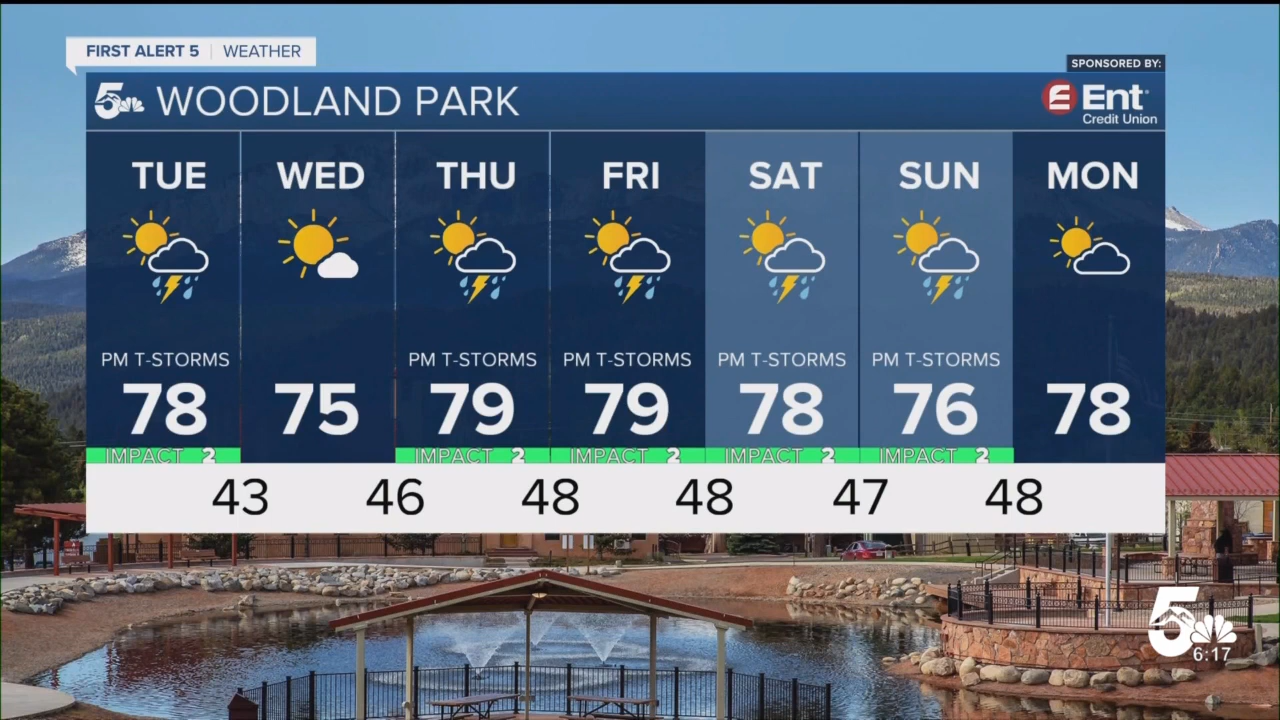 FIRST ALERT 5 | WEATHER
SPONSORED BY:
5 WOODLAND PARK
Ent
Credit Union
TUE WED THU FRI SAT SUN MON
PM T-STORMS PM T-STORMS PM T-STORMS PM T-STORMS PM T-STORMS
78 75 79 79 78 76 78
IMPACT 2 IMPACT 2 IMPACT 2 IMPACT 2 IMPACT 2
43 46 48 48 47 48
5
6:17